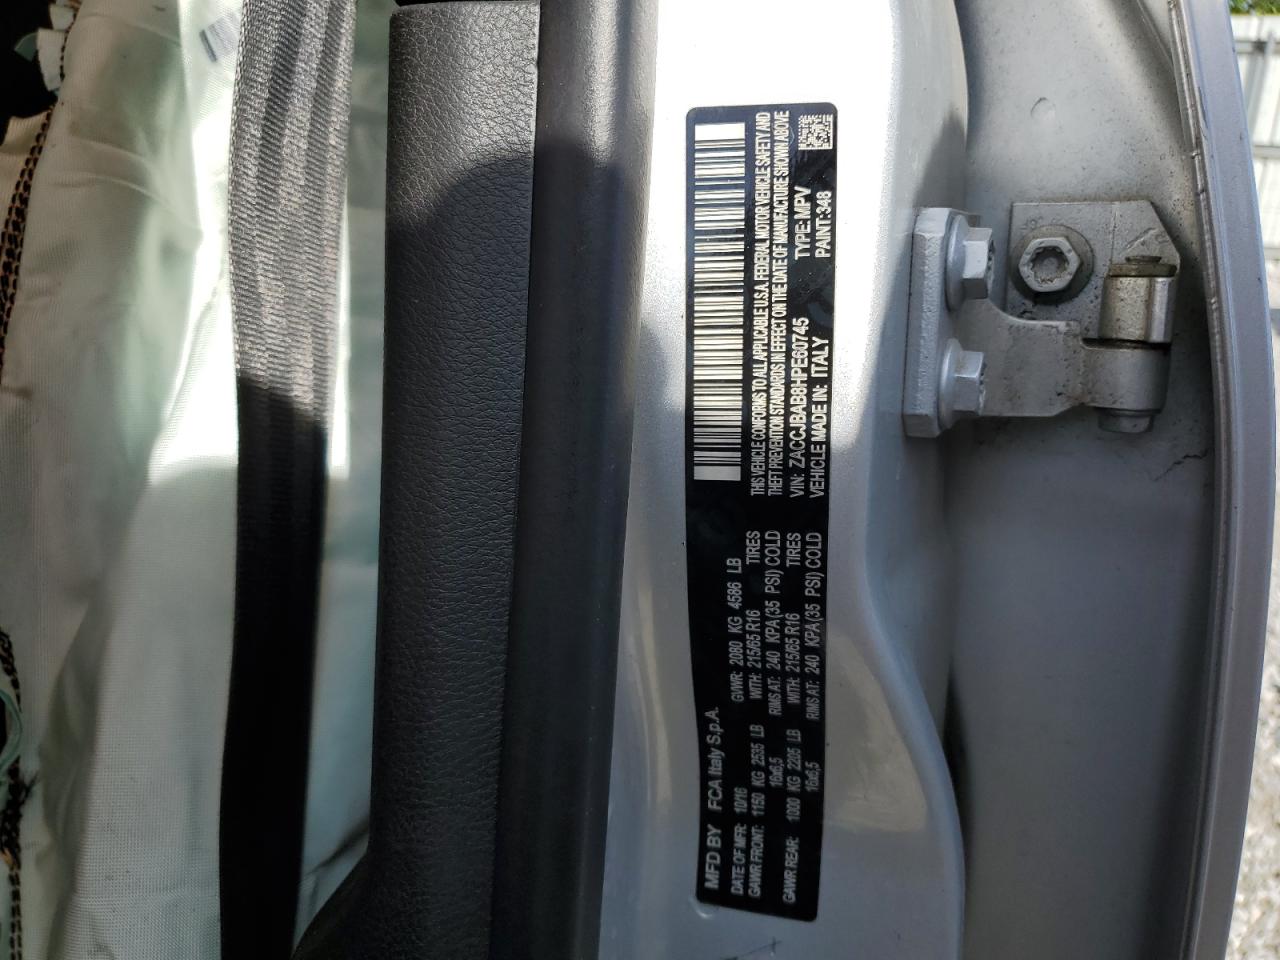 MFD BY FCA Italy S.p.A.
DATE OF MFR: 10/16 GVWR: 2080 KG 4586 LB
GAWR FRONT: 1150 KG 2535 LB WITH: 215/65 R16 TIRES
16x6,5 RIMS AT: 240 KPA (35 PSI) COLD
GAWR REAR: 1000 KG 2205 LB WITH: 215/65 R16 TIRES
16x6,5 RIMS AT: 240 KPA (35 PSI) COLD
THIS VEHICLE CONFORMS TO ALL APPLICABLE U.S.A. FEDERAL MOTOR VEHICLE SAFETY AND
THEFT PREVENTION STANDARDS IN EFFECT ON THE DATE OF MANUFACTURE SHOWN ABOVE
VIN: ZACCJBAB8HPE60745 TYPE: MPV
VEHICLE MADE IN: ITALY PAINT:348